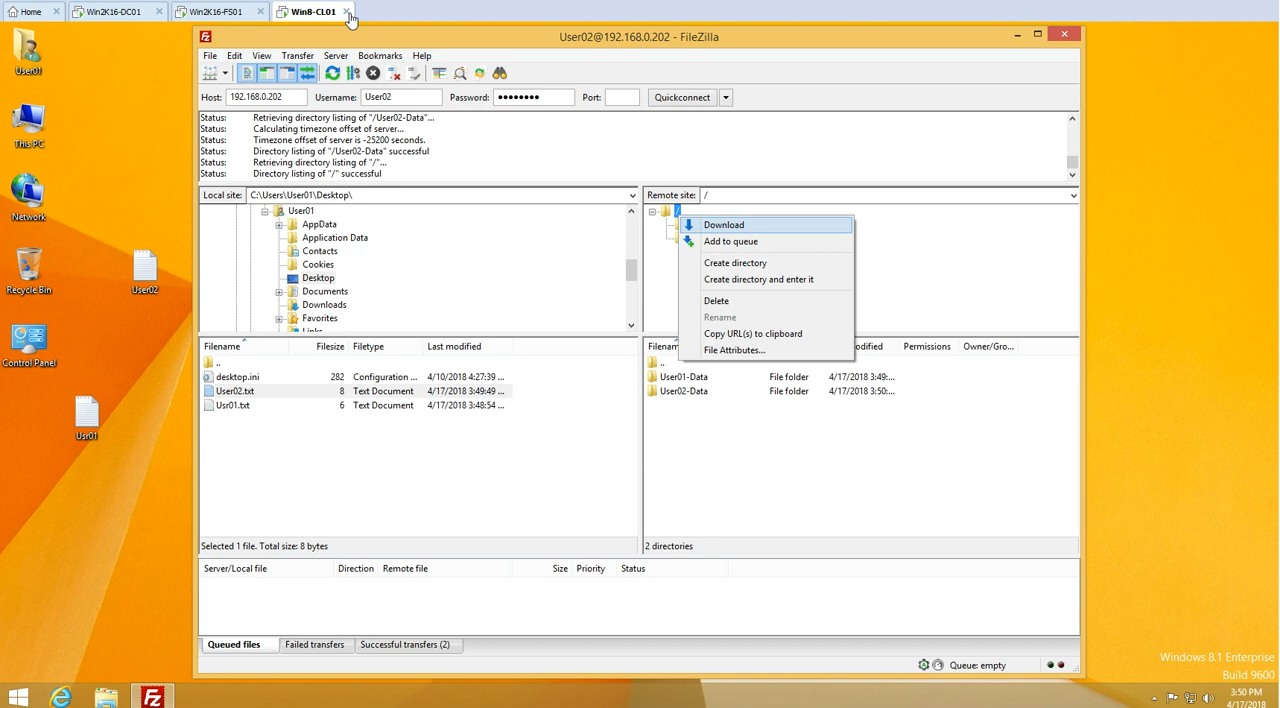 Home Win2K16-DC01 Win2K16-FS01 Win8-CL01
User02@192.168.0.202 - FileZilla
File Edit View Transfer Server Bookmarks Help
Host: 192.168.0.202 Username: User02 Password: ●●●●●●●● Port: Quickconnect
Status: Retrieving directory listing of "/User02-Data"...
Status: Calculating timezone offset of server...
Status: Timezone offset of server is -25200 seconds.
Status: Directory listing of "/User02-Data" successful
Status: Retrieving directory listing of "/"...
Status: Directory listing of "/" successful
Local site: C:\Users\User01\Desktop\
User01
AppData
Application Data
Contacts
Cookies
Desktop
Documents
Downloads
Favorites
Links
Remote site: /
/
Download
Add to queue
Create directory
Create directory and enter it
Delete
Rename
Copy URL(s) to clipboard
File Attributes...
Filename Filesize Filetype Last modified
..
desktop.ini 282 Configuration ... 4/10/2018 4:27:39 ...
User02.txt 8 Text Document 4/17/2018 3:49:49 ...
Usr01.txt 6 Text Document 4/17/2018 3:48:54 ...
Selected 1 file. Total size: 8 bytes
Filenam odified Permissions Owner/Gro...
..
User01-Data File folder 4/17/2018 3:49:...
User02-Data File folder 4/17/2018 3:50:...
2 directories
Server/Local file Direction Remote file Size Priority Status
Queued files Failed transfers Successful transfers (2)
Queue: empty
User01
This PC
Network
Recycle Bin
User02
Control Panel
Usr01
Windows 8.1 Enterprise
Build 9600
3:50 PM
4/17/2018